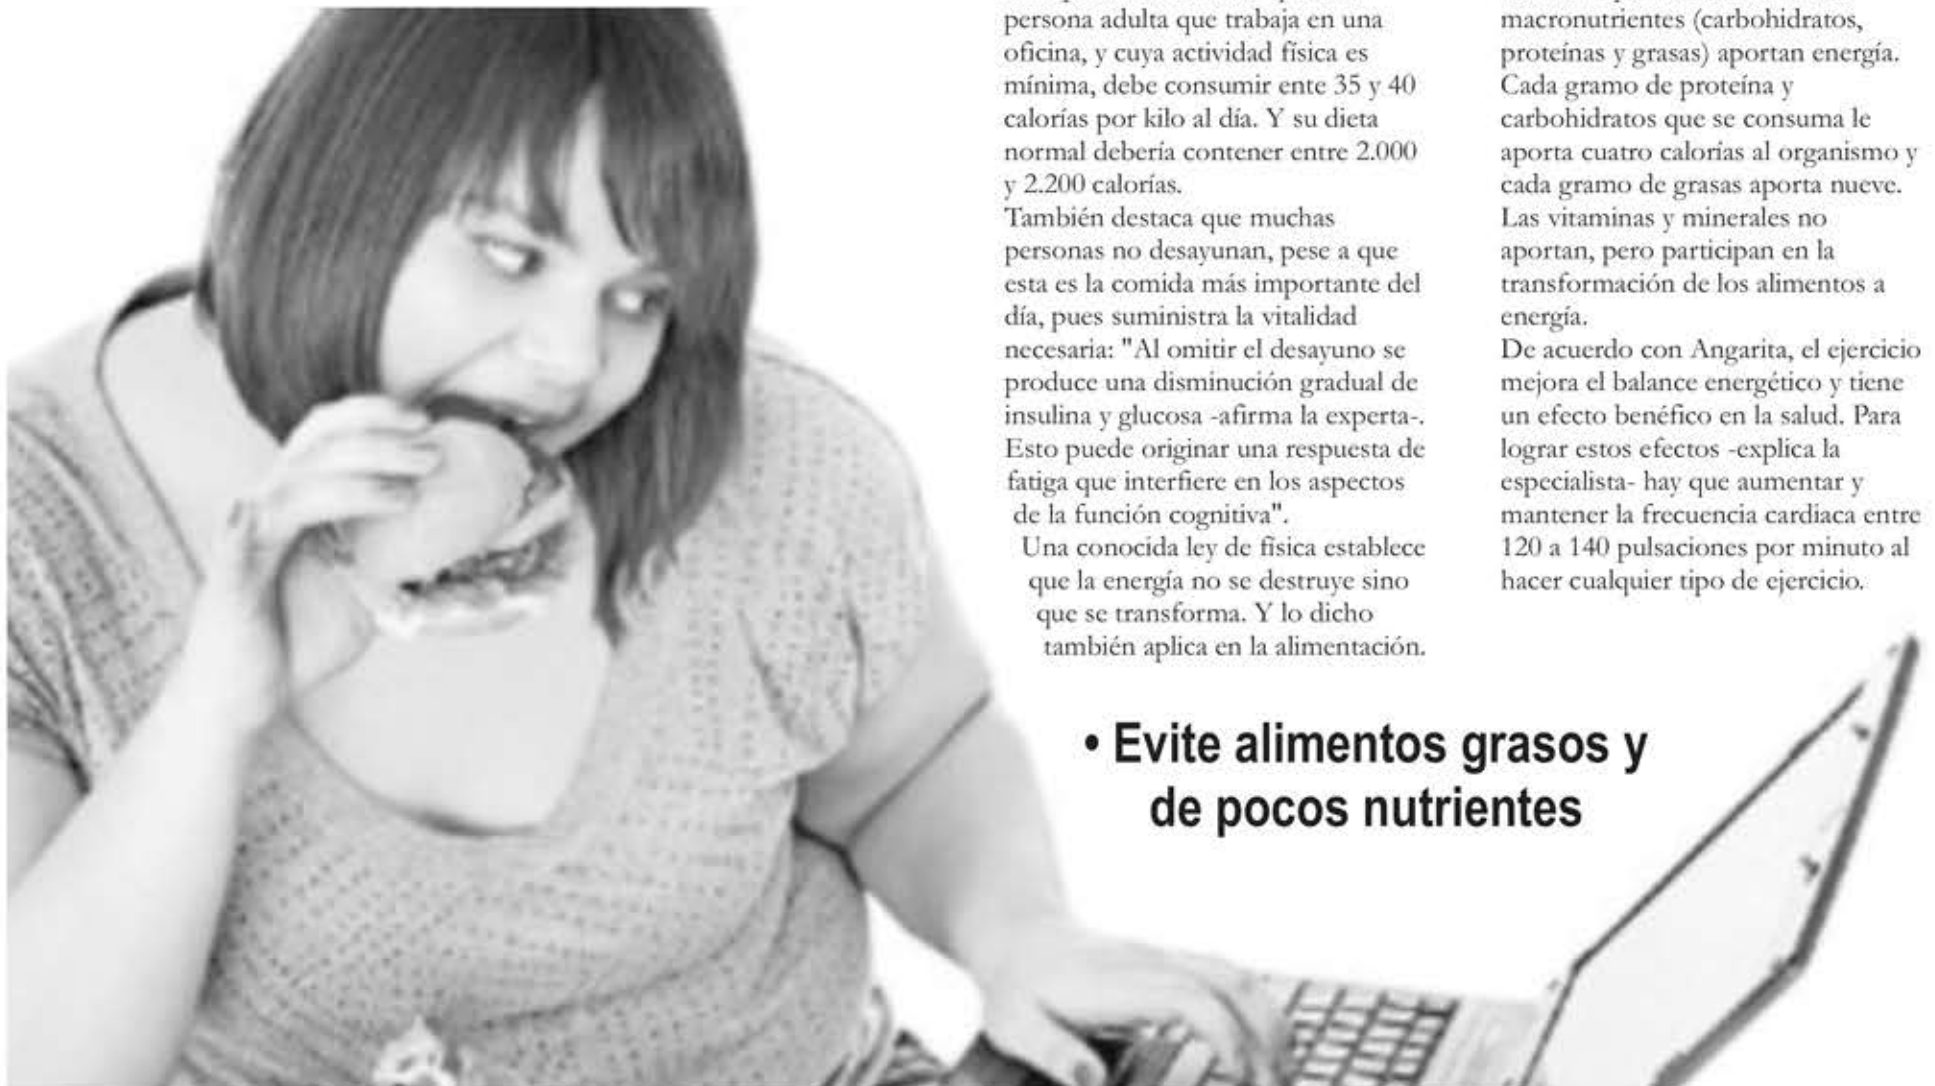 persona adulta que trabaja en una
oficina, y cuya actividad física es
mínima, debe consumir ente 35 y 40
calorías por kilo al día. Y su dieta
normal debería contener entre 2.000
y 2.200 calorías.
También destaca que muchas
personas no desayunan, pese a que
esta es la comida más importante del
día, pues suministra la vitalidad
necesaria: "Al omitir el desayuno se
produce una disminución gradual de
insulina y glucosa -afirma la experta-.
Esto puede originar una respuesta de
fatiga que interfiere en los aspectos
de la función cognitiva".
Una conocida ley de física establece
que la energía no se destruye sino
que se transforma. Y lo dicho
también aplica en la alimentación.
macronutrientes (carbohidratos,
proteínas y grasas) aportan energía.
Cada gramo de proteína y
carbohidratos que se consuma le
aporta cuatro calorías al organismo y
cada gramo de grasas aporta nueve.
Las vitaminas y minerales no
aportan, pero participan en la
transformación de los alimentos a
energía.
De acuerdo con Angarita, el ejercicio
mejora el balance energético y tiene
un efecto benéfico en la salud. Para
lograr estos efectos -explica la
especialista- hay que aumentar y
mantener la frecuencia cardiaca entre
120 a 140 pulsaciones por minuto al
hacer cualquier tipo de ejercicio.
• Evite alimentos grasos y
de pocos nutrientes